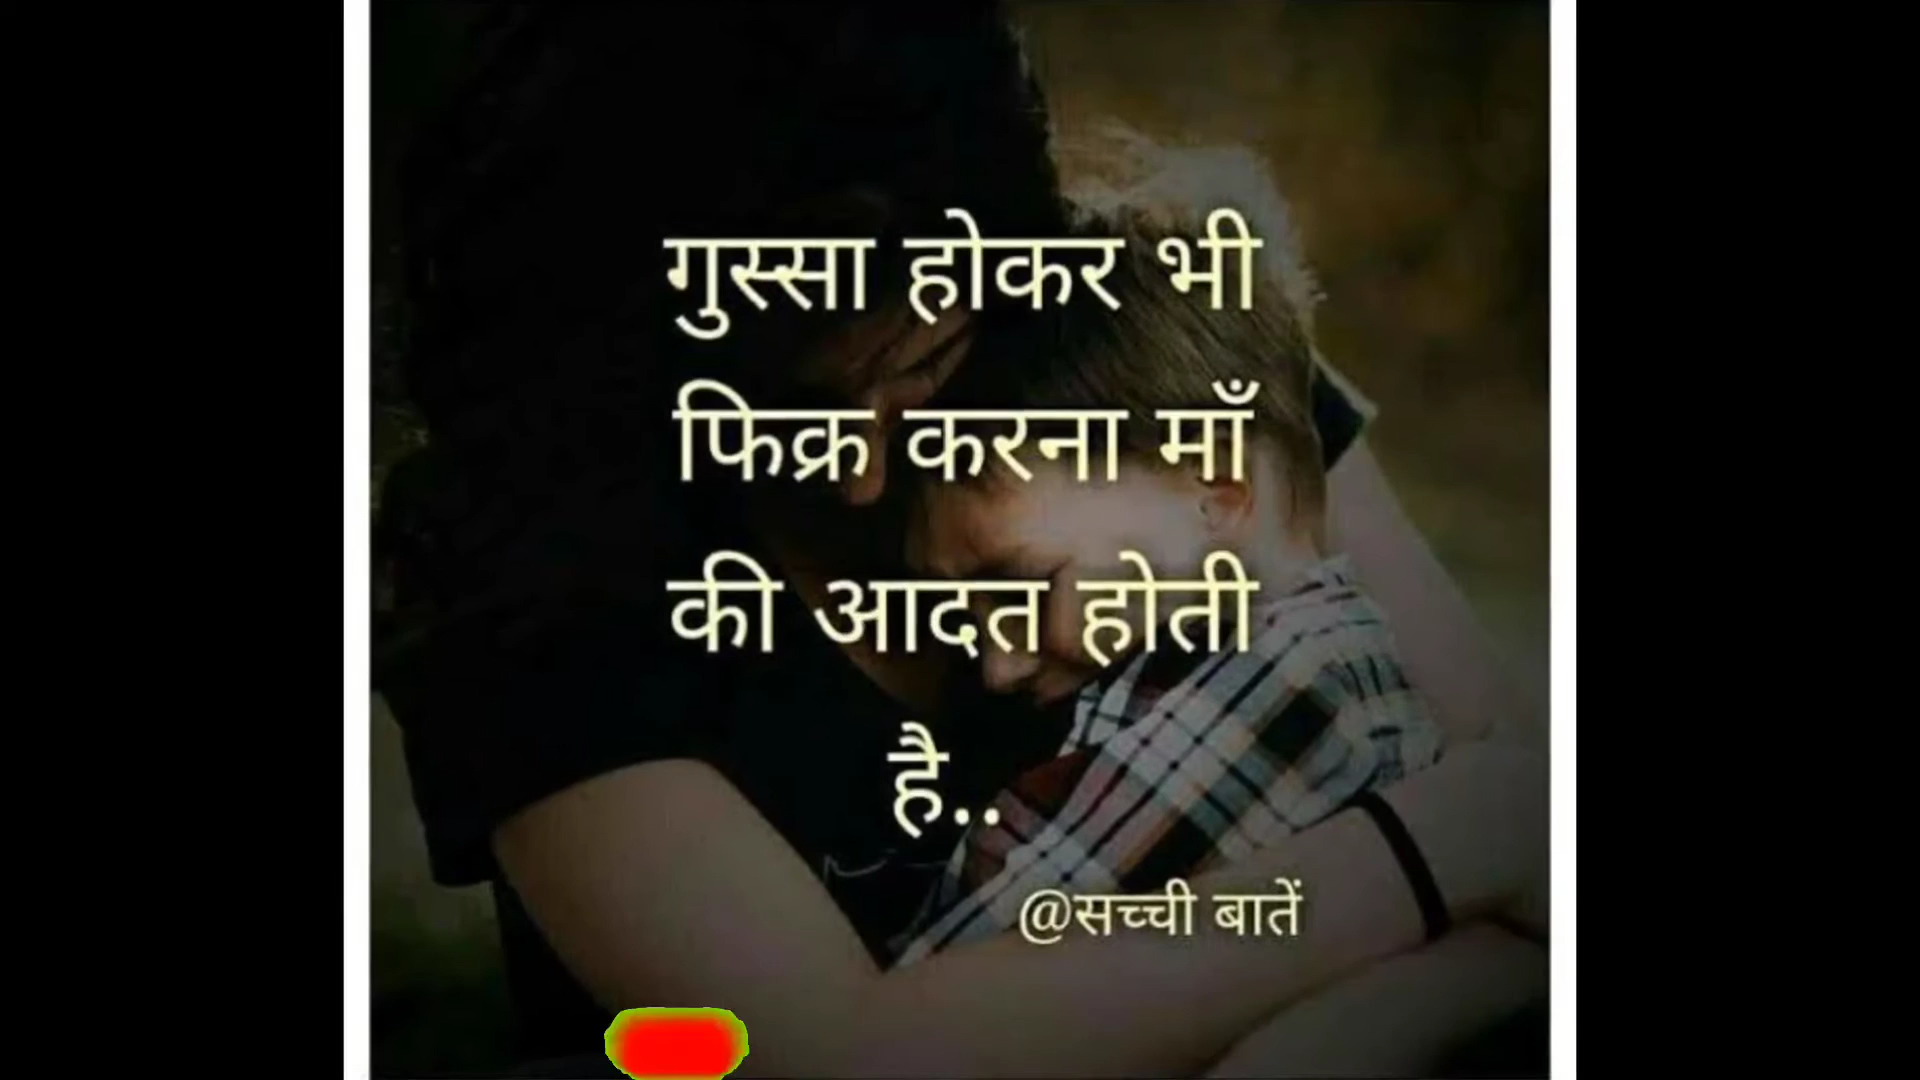 गुस्सा होकर भी
फिक्र करना माँ
की आदत होती
है..
@सच्ची बातें